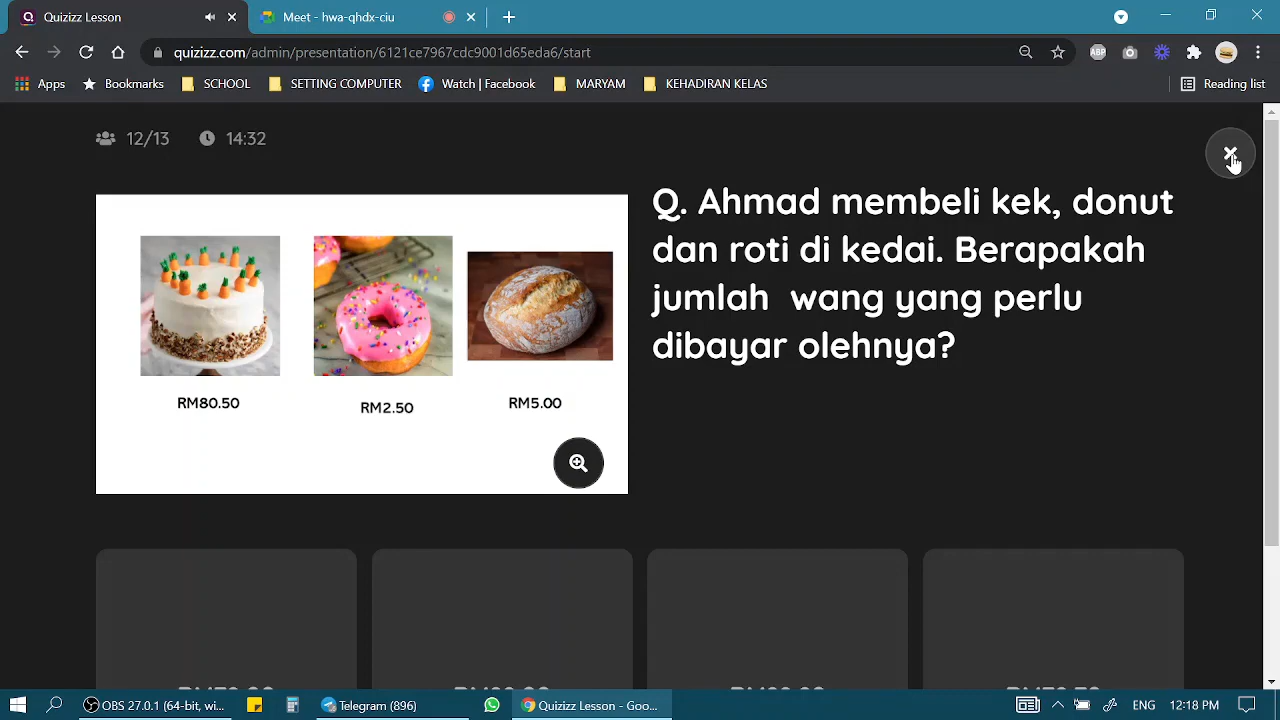 Quizizz Lesson
Meet - hwa-qhdx-ciu
quizizz.com/admin/presentation/6121ce7967cdc9001d65eda6/start
ABP
Apps
Bookmarks
SCHOOL
SETTING COMPUTER
Watch | Facebook
MARYAM
KEHADIRAN KELAS
Reading list
12/13
14:32
Q. Ahmad membeli kek, donut
dan roti di kedai. Berapakah
jumlah wang yang perlu
dibayar olehnya?
RM80.50
RM2.50
RM5.00
OBS 27.0.1 (64-bit, wi...
Telegram (896)
Quizizz Lesson - Goo...
ENG
12:18 PM